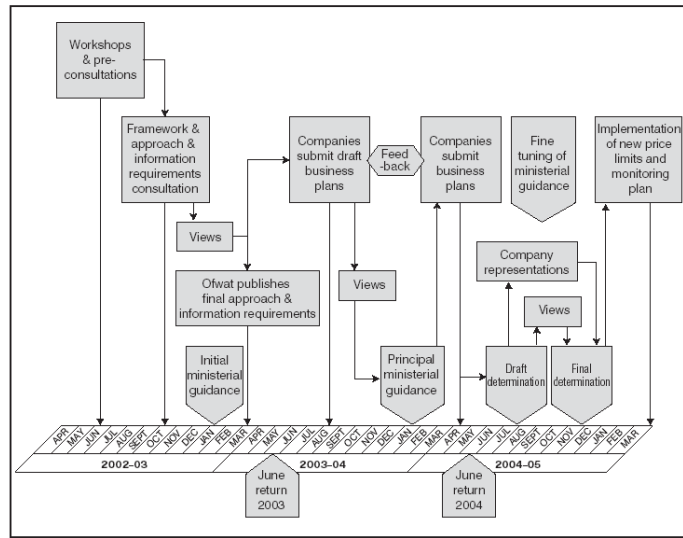 Workshops
& pre-
consultations
Framework &
approach &
information
requirements
consultation
Companies
submit draft
business
plans
Feed
-back
Companies
submit
business
plans
Fine
tuning of
ministerial
guidance
Implementation
of new price
limits and
monitoring
plan
Views
Ofwat publishes
final approach &
information requirements
Views
Company
representations
Views
Initial
ministerial
guidance
Principal
ministerial
guidance
Draft
determination
Final
determination
APR MAY JUN JUL AUG SEPT OCT NOV DEC JAN FEB MAR APR MAY JUN JUL AUG SEPT OCT NOV DEC JAN FEB MAR APR MAY JUN JUL AUG SEPT OCT NOV DEC JAN FEB MAR
2002–03 2003–04 2004–05
June
return
2003
June
return
2004